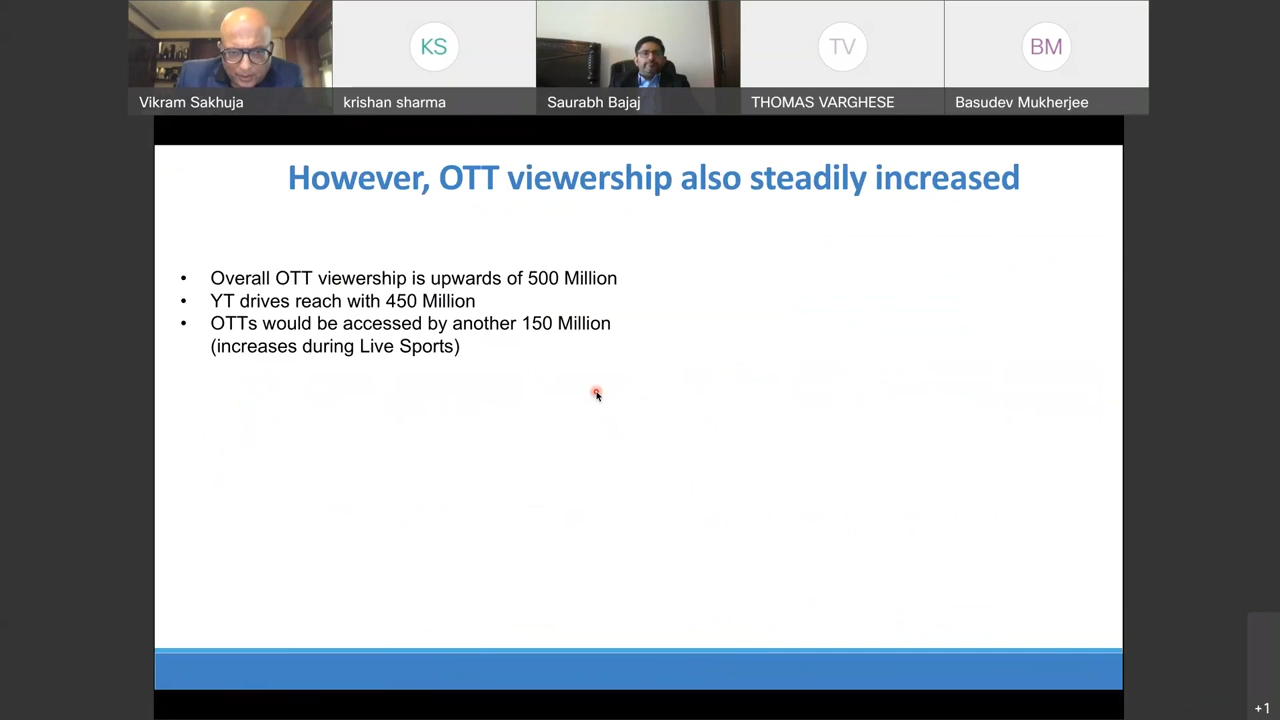 KS
TV
BM
Vikram Sakhuja
krishan sharma
Saurabh Bajaj
THOMAS VARGHESE
Basudev Mukherjee
However, OTT viewership also steadily increased
• Overall OTT viewership is upwards of 500 Million
• YT drives reach with 450 Million
• OTTs would be accessed by another 150 Million
(increases during Live Sports)
+1